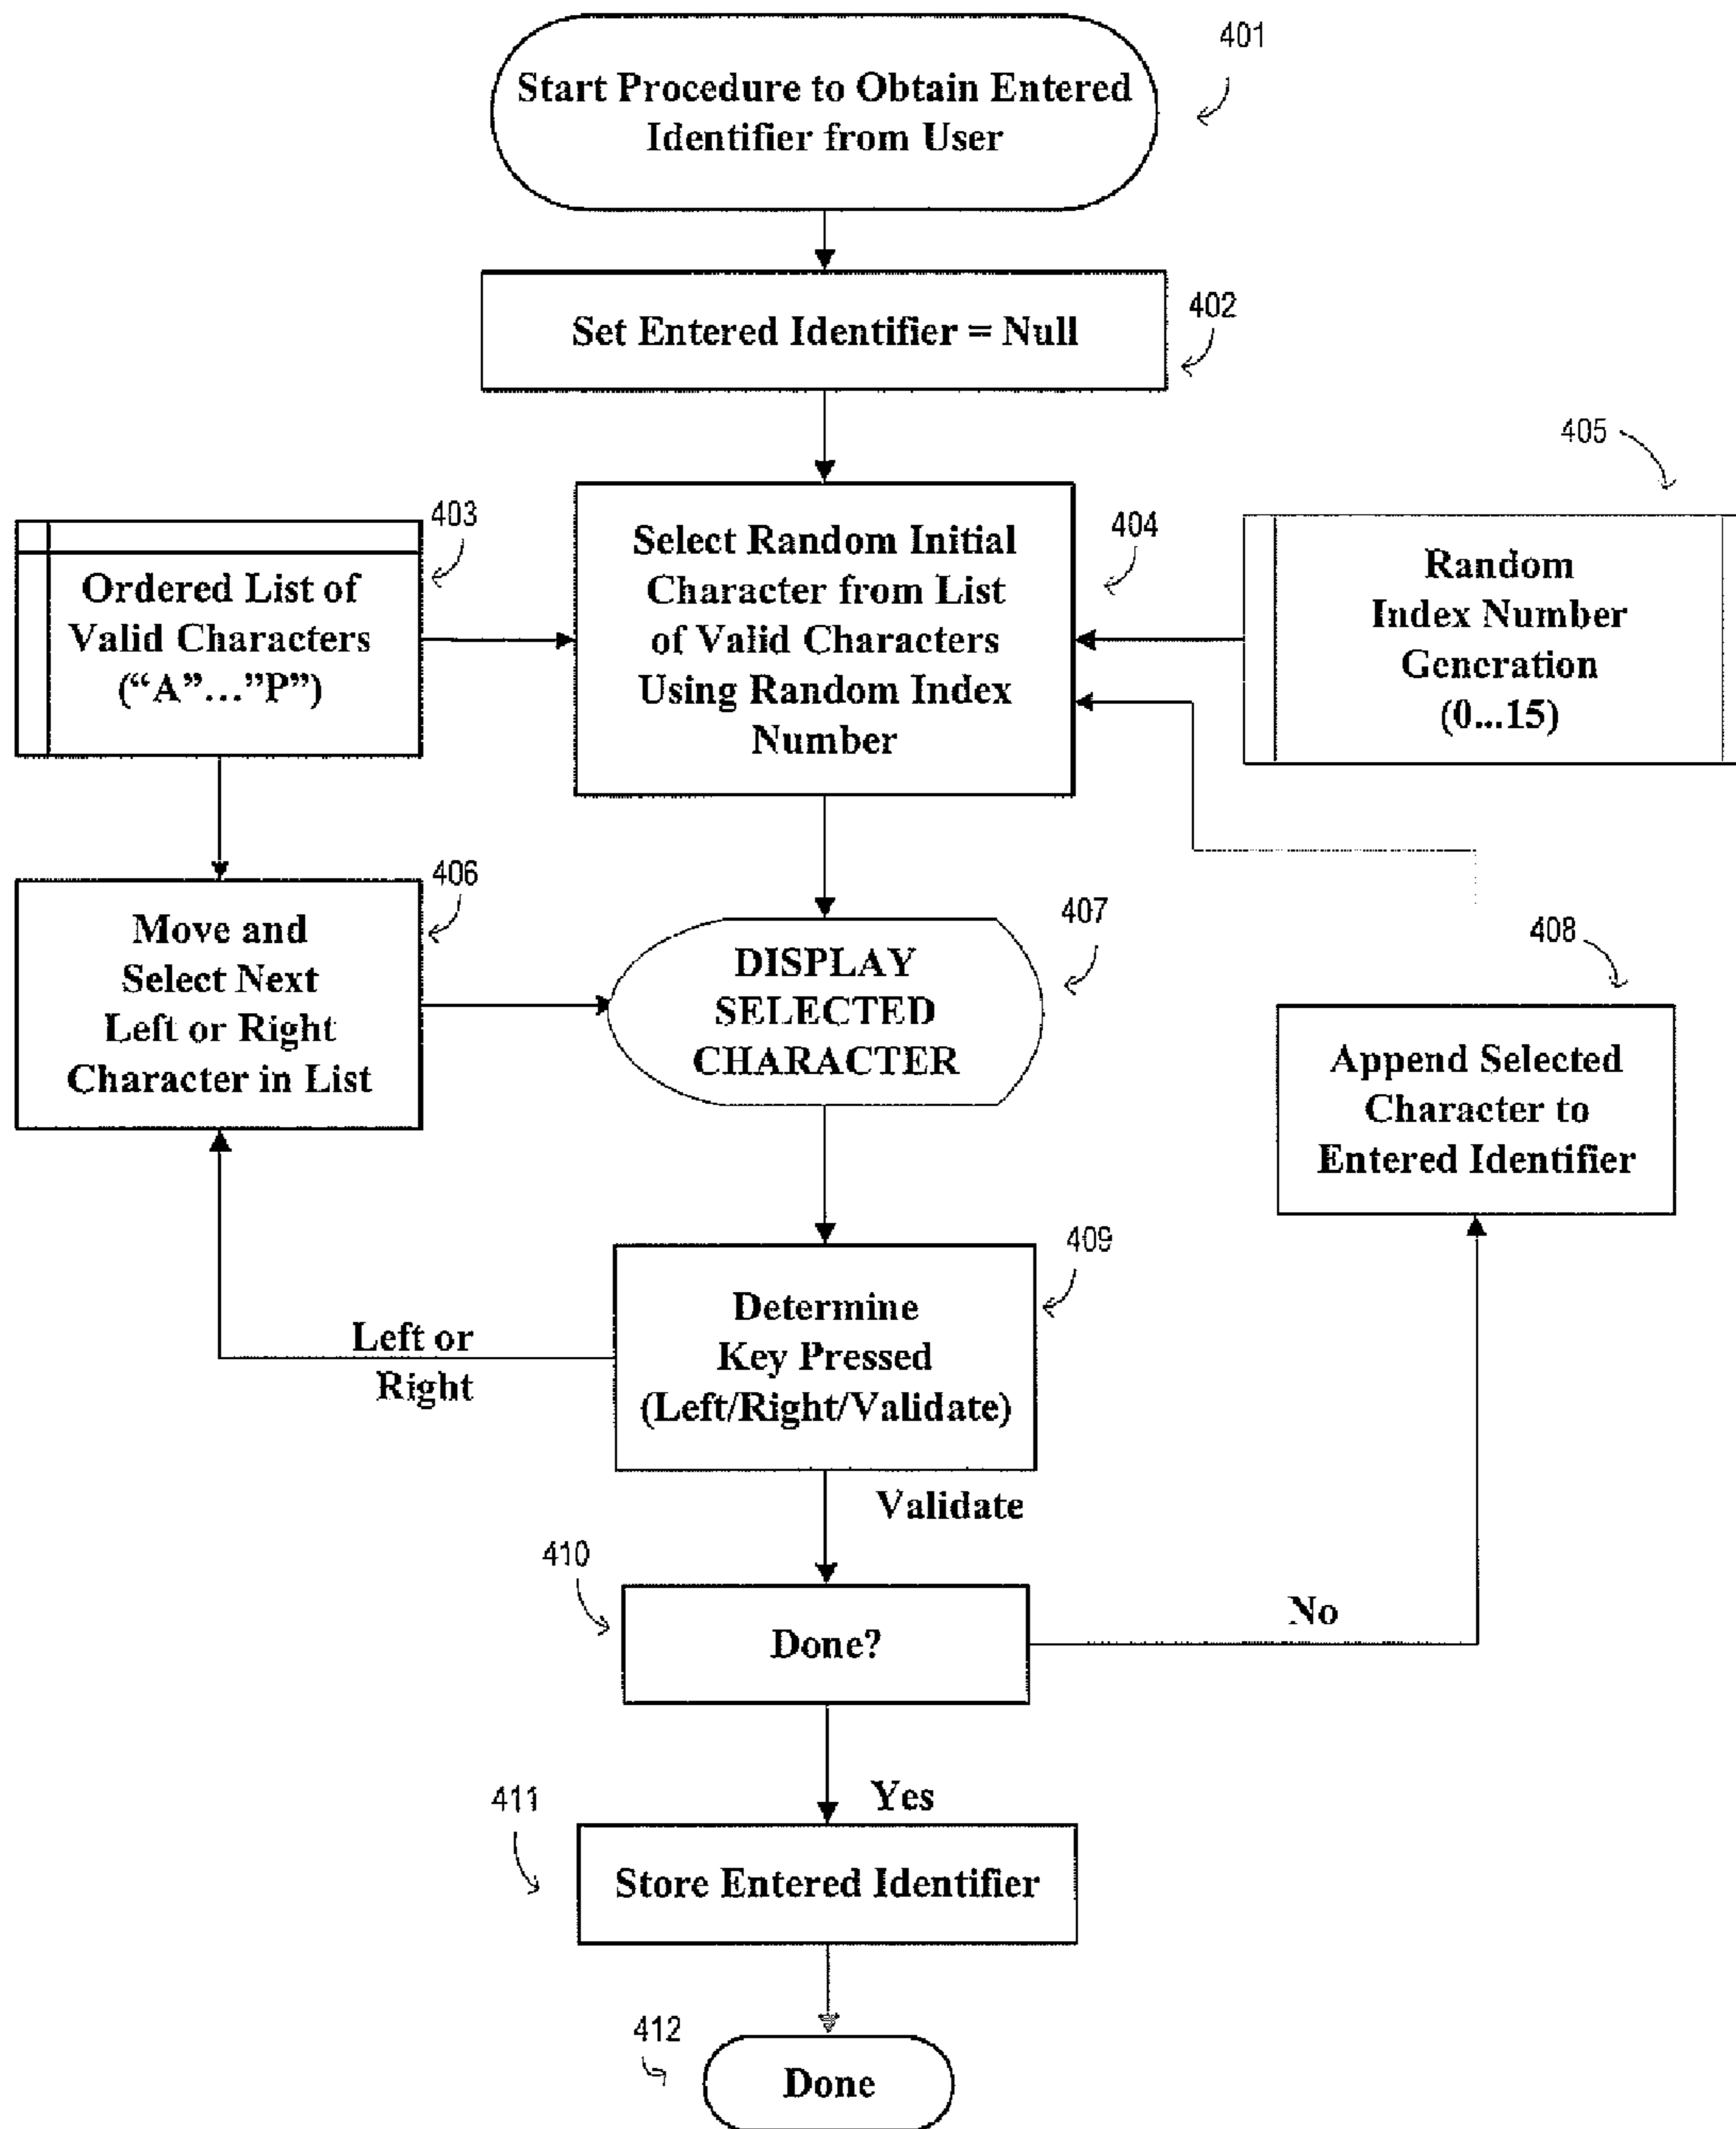 401
Start Procedure to Obtain Entered
Identifier from User
402
Set Entered Identifier = Null
405
403
Ordered List of
Valid Characters
(“A”...”P”)
404
Select Random Initial
Character from List
of Valid Characters
Using Random Index
Number
Random
Index Number
Generation
(0...15)
406
Move and
Select Next
Left or Right
Character in List
407
DISPLAY
SELECTED
CHARACTER
408
Append Selected
Character to
Entered Identifier
409
Determine
Key Pressed
(Left/Right/Validate)
Left or
Right
Validate
410
Done?
No
Yes
411
Store Entered Identifier
412
Done